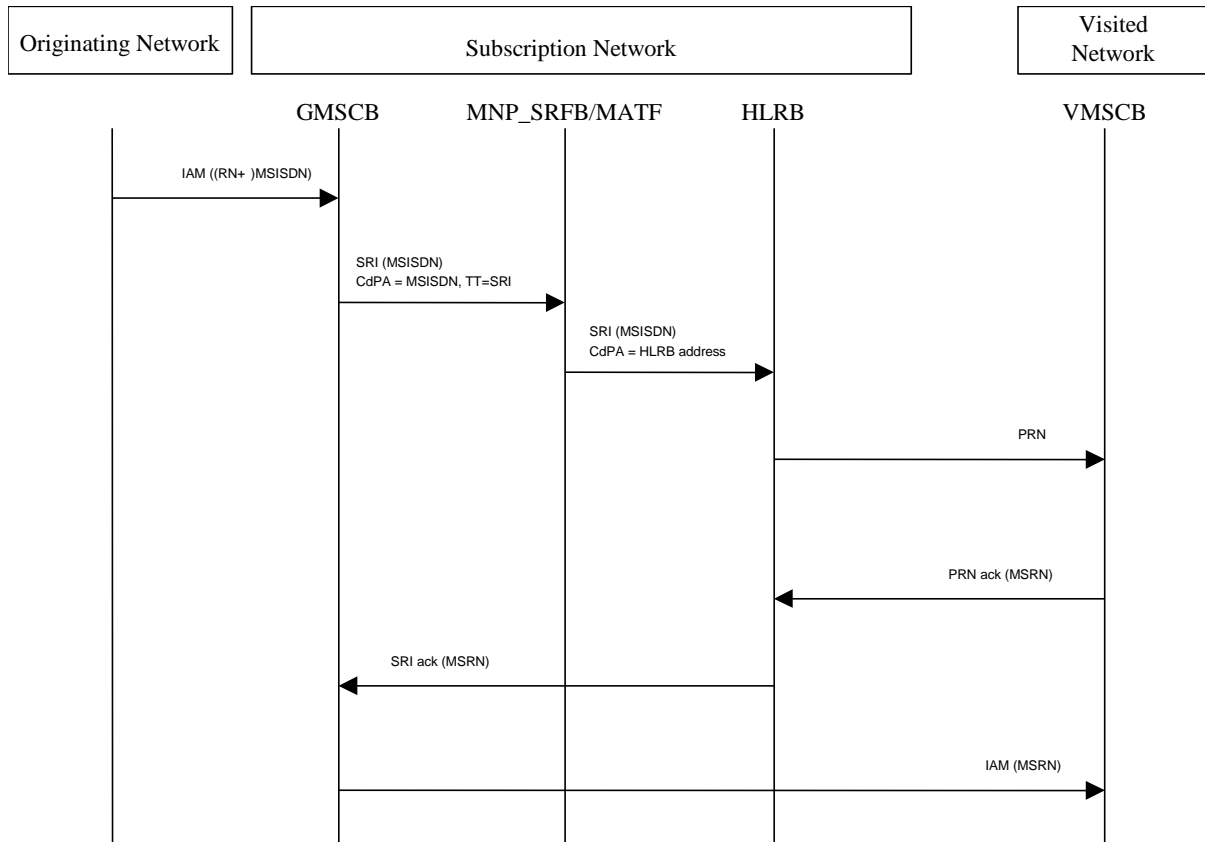 Originating Network
Subscription Network
Visited
Network
GMSCB
MNP_SRFB/MATF
HLRB
VMSCB
IAM ((RN+ )MSISDN)
SRI (MSISDN)
CdPA = MSISDN, TT=SRI
SRI (MSISDN)
CdPA = HLRB address
PRN
PRN ack (MSRN)
SRI ack (MSRN)
IAM (MSRN)